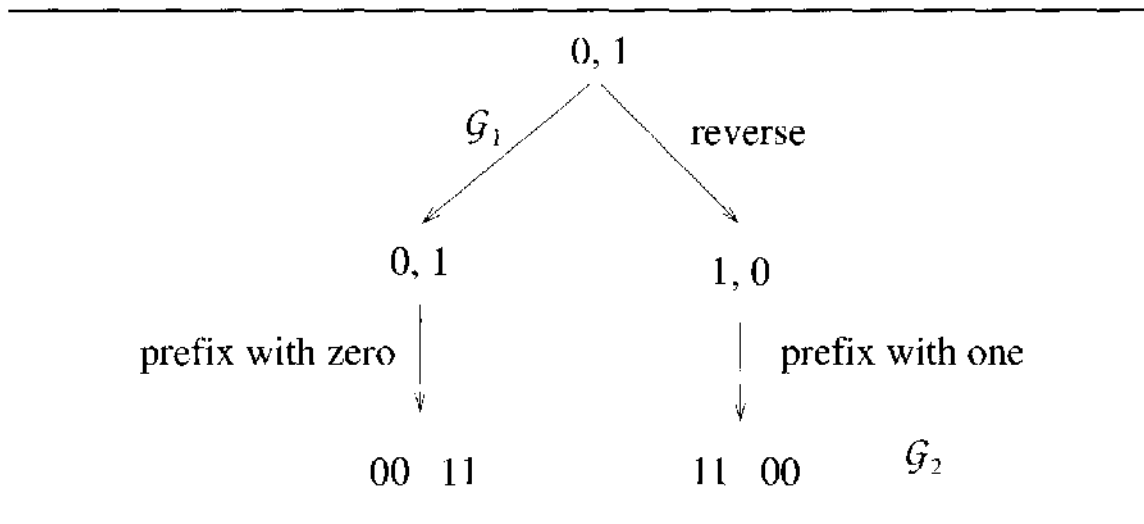 0, 1
𝒢₁ reverse
0, 1 1, 0
prefix with zero prefix with one
00 11 11 00 𝒢₂